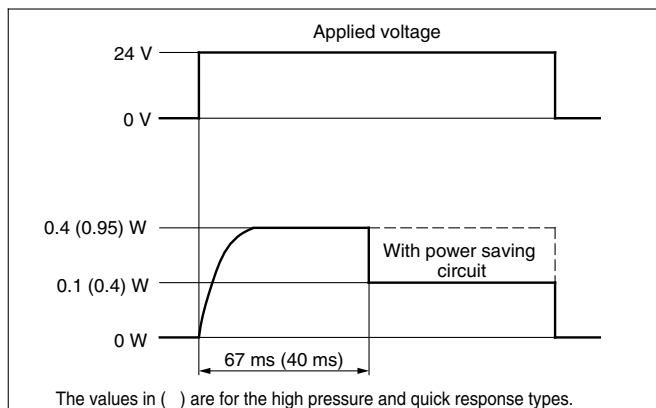 Applied voltage
24 V
0 V
0.4 (0.95) W
With power saving
circuit
0.1 (0.4) W
0 W
67 ms (40 ms)
The values in (  ) are for the high pressure and quick response types.